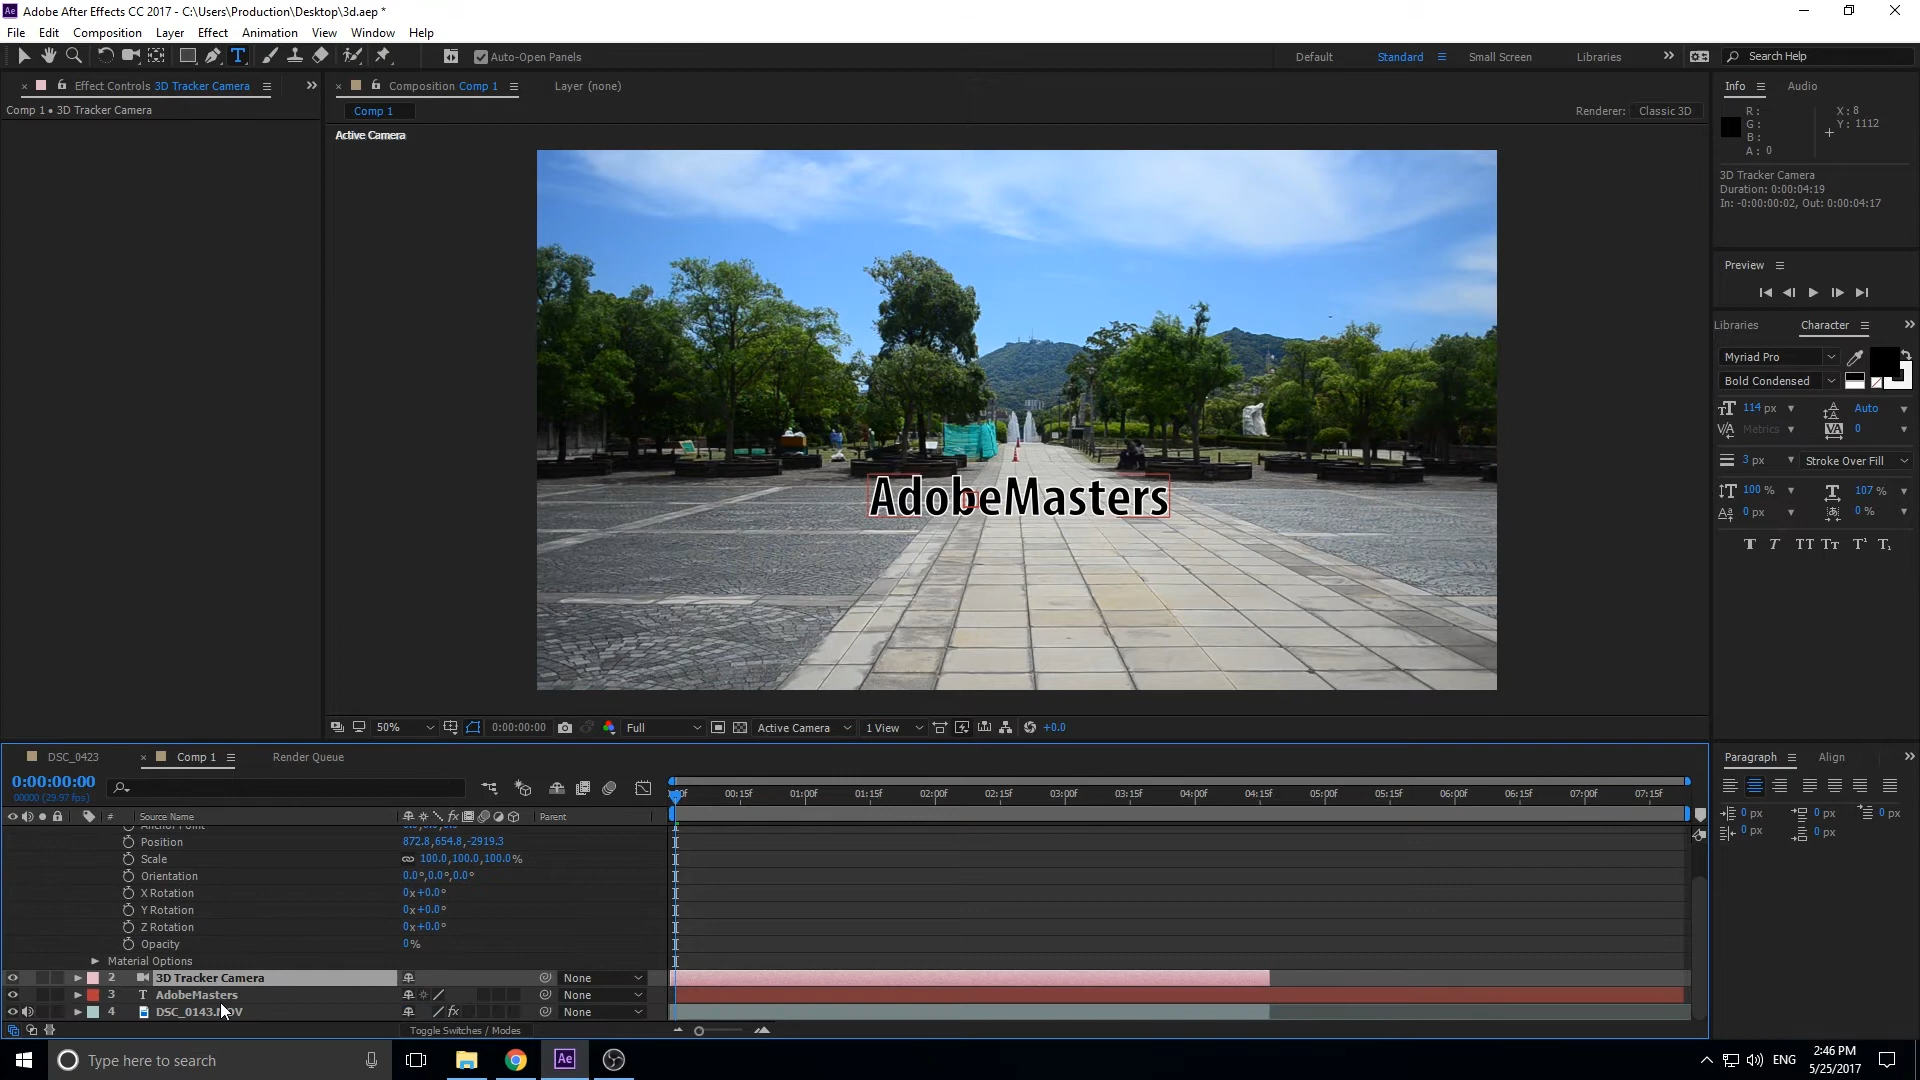 Adobe After Effects CC 2017 - C:\Users\Production\Desktop\3d.aep *
File Edit Composition Layer Effect Animation View Window Help
Auto-Open Panels
Default
Standard
Small Screen
Libraries
Search Help
Effect Controls 3D Tracker Camera
Comp 1 • 3D Tracker Camera
Composition Comp 1
Layer (none)
Comp 1
Renderer: Classic 3D
Active Camera
AdobeMasters
Info
Audio
R :
G :
B :
A : 0
X : 8
Y : 1112
3D Tracker Camera
Duration: 0:00:04:19
In: -0:00:00:02, Out: 0:00:04:17
Preview
Libraries
Character
Myriad Pro
Bold Condensed
114 px
Auto
Metrics
0
3 px
Stroke Over Fill
100 %
107 %
0 px
0 %
50%
0:00:00:00
Full
Active Camera
1 View
+0.0
DSC_0423
Comp 1
Render Queue
0:00:00:00
00000 (29.97 fps)
00:15f 01:00f 01:15f 02:00f 02:15f 03:00f 03:15f 04:00f 04:15f 05:00f 05:15f 06:00f 06:15f 07:00f 07:15f
# Source Name Parent
Position 872.8,654.8,-2919.3
Scale 100.0,100.0,100.0%
Orientation 0.0°,0.0°,0.0°
X Rotation 0x+0.0°
Y Rotation 0x+0.0°
Z Rotation 0x+0.0°
Opacity 0%
Material Options
2 3D Tracker Camera None
3 T AdobeMasters None
4 DSC_0143.MOV fx None
Toggle Switches / Modes
Paragraph
Align
0 px 0 px 0 px
0 px 0 px
Type here to search
ENG
2:46 PM
5/25/2017